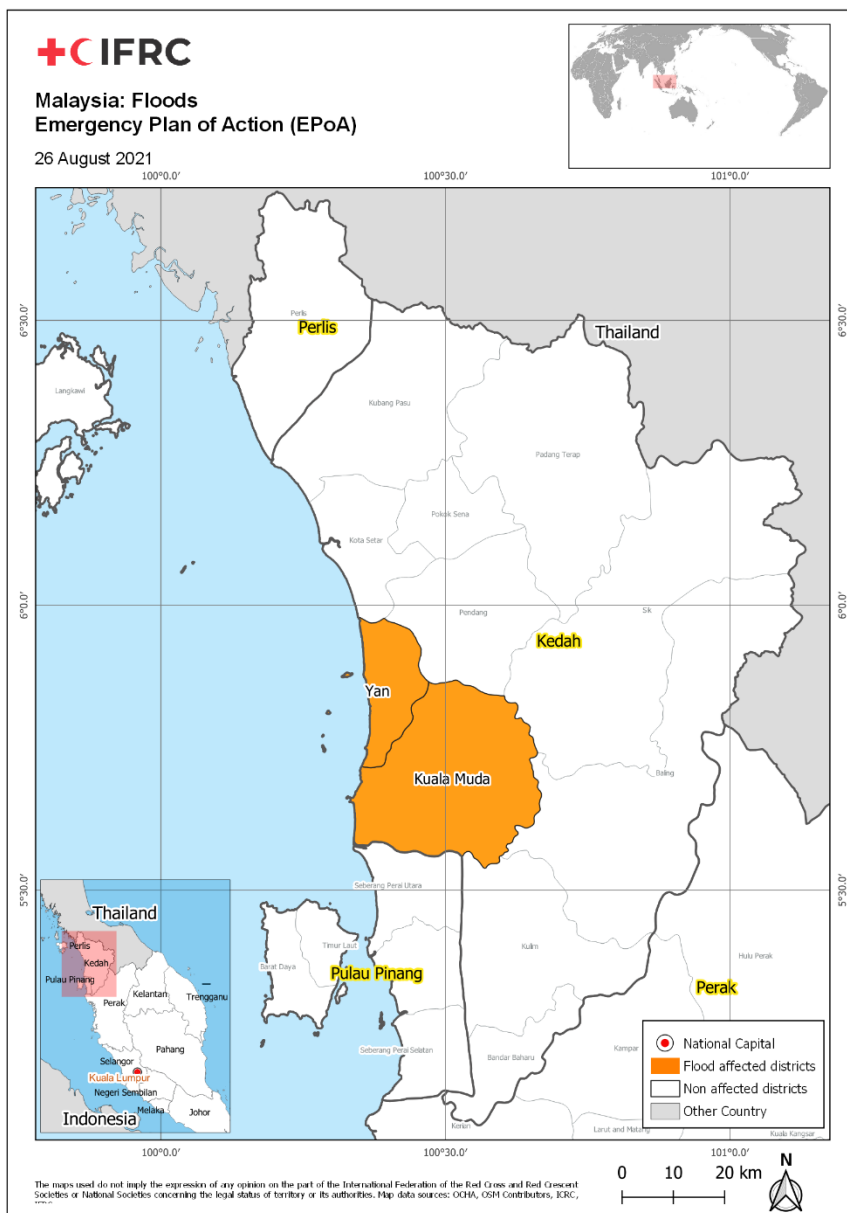 IFRC
Malaysia: Floods
Emergency Plan of Action (EPoA)
26 August 2021
100°0.0'
100°30.0'
101°0.0'
6°30.0'
6°30.0'
Perlis
Perlis
Thailand
Langkawi
Kubang Pasu
Padang Terap
Pokok Sena
Kota Setar
6°0.0'
6°0.0'
Pendang
Sik
Kedah
Yan
Kuala Muda
Baling
5°30.0'
5°30.0'
Seberang Perai Utara
Timur Laut
Barat Daya
Pulau Pinang
Kulim
Hulu Perak
Perak
Seberang Perai Selatan
Bandar Baharu
Kampar
Kerian
Larut and Matang
Kuala Kangsar
Thailand
Perlis
Kedah
Pulau Pinang
Perak
Kelantan
Trengganu
Pahang
Selangor
Kuala Lumpur
Negeri Sembilan
Melaka
Johor
Indonesia
National Capital
Flood affected districts
Non affected districts
Other Country
100°0.0'
100°30.0'
101°0.0'
The maps used do not imply the expression of any opinion on the part of the International Federation of the Red Cross and Red Crescent
Societies or National Societies concerning the legal status of territory or its authorities. Map data sources: OCHA, OSM Contributors, ICRC,
0 10 20 km
N